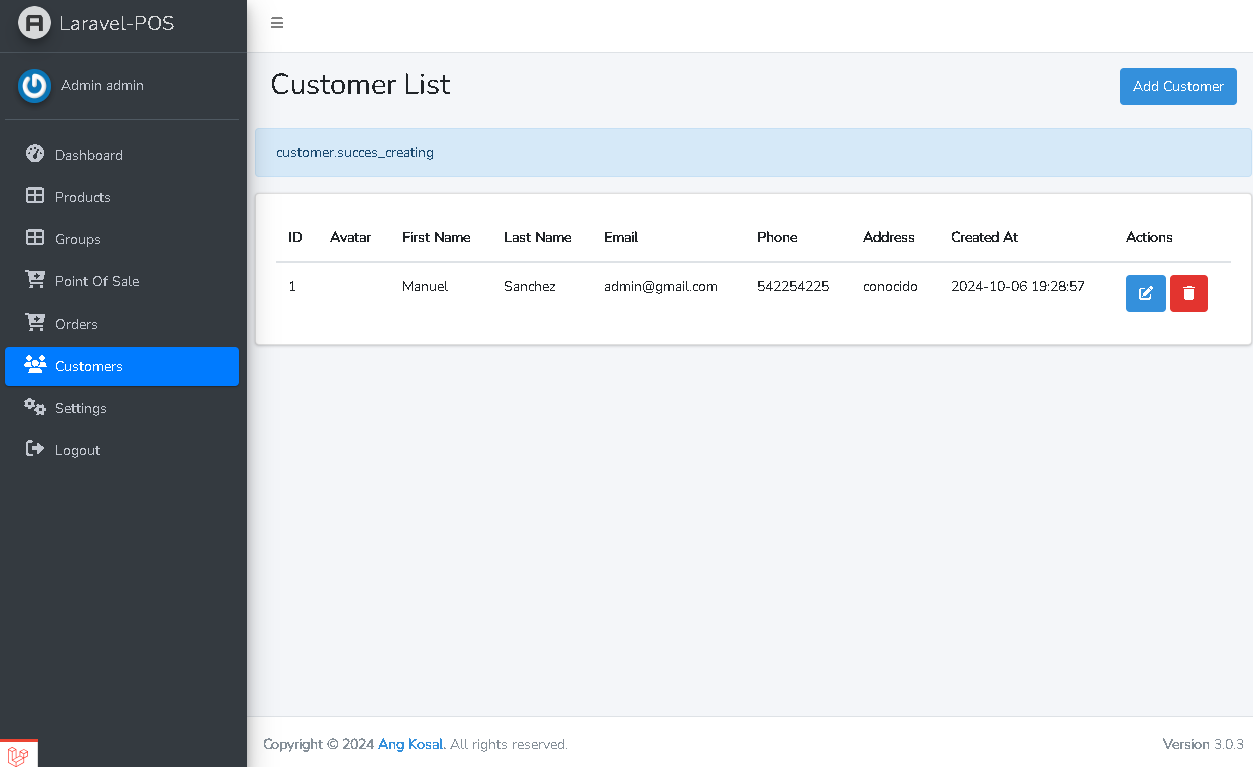 Laravel-POS
Admin admin
Dashboard
Products
Groups
Point Of Sale
Orders
Customers
Settings
Logout
Customer List
Add Customer
customer.succes_creating
ID Avatar First Name Last Name Email Phone Address Created At Actions
1 Manuel Sanchez admin@gmail.com 542254225 conocido 2024-10-06 19:28:57
Copyright © 2024 Ang Kosal. All rights reserved.
Version 3.0.3